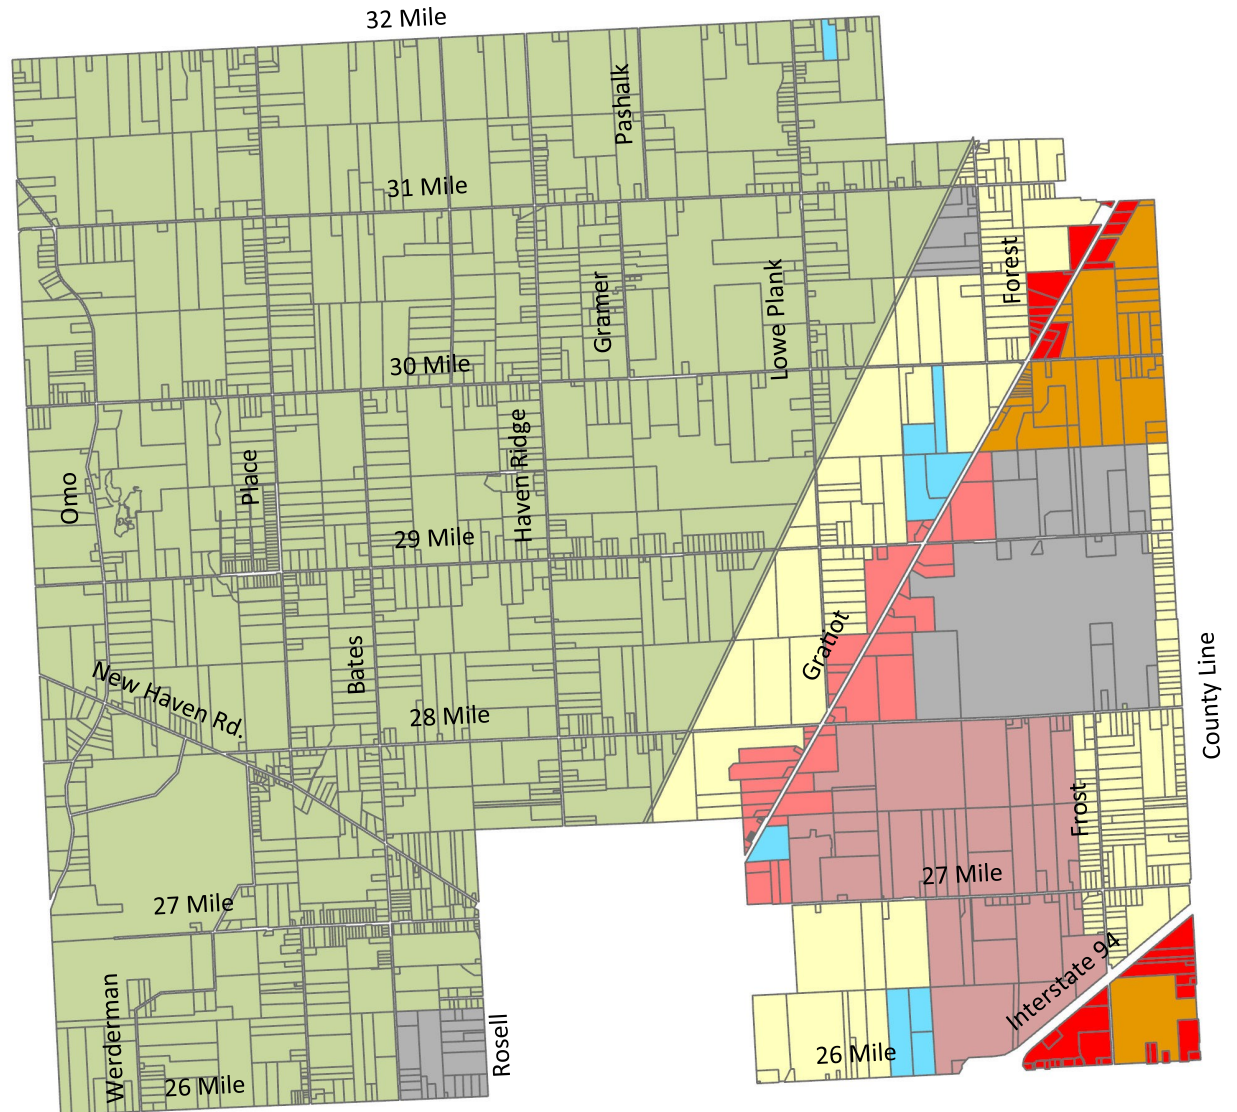 32 Mile
Pashalk
31 Mile
Forest
Gramer
Lowe Plank
30 Mile
Haven Ridge
Place
Omo
29 Mile
Gratiot
Bates
County Line
New Haven Rd.
28 Mile
Frost
27 Mile
27 Mile
Interstate 94
Werderman
Rosell
26 Mile
26 Mile